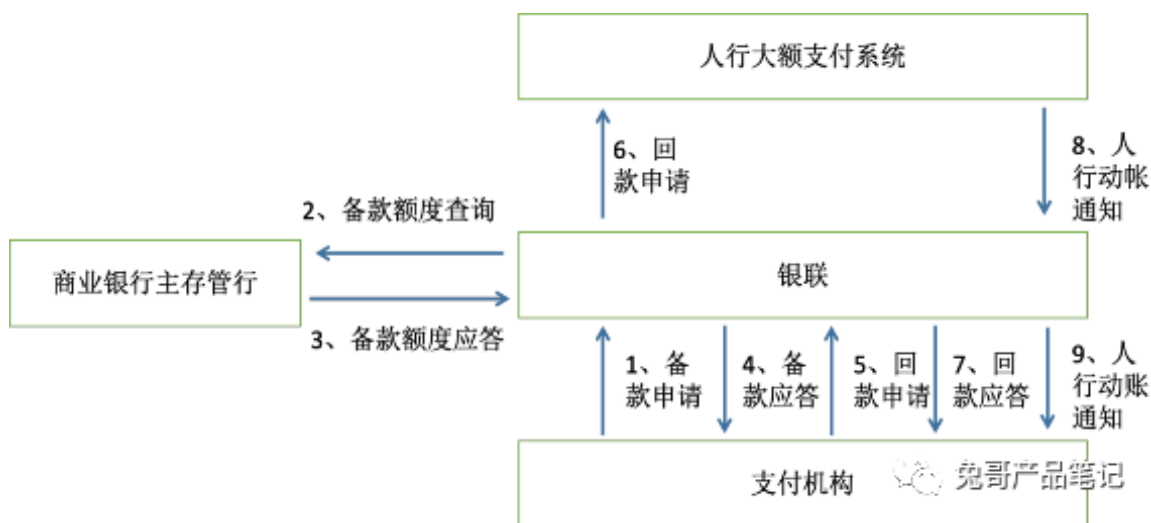 人行大额支付系统
6、回
款申请
8、人
行动帐
通知
2、备款额度查询
商业银行主存管行
银联
3、备款额度应答
1、备
款申请
4、备
款应答
5、回
款申请
7、回
款应答
9、人
行动账
通知
支付机构
兔哥产品笔记